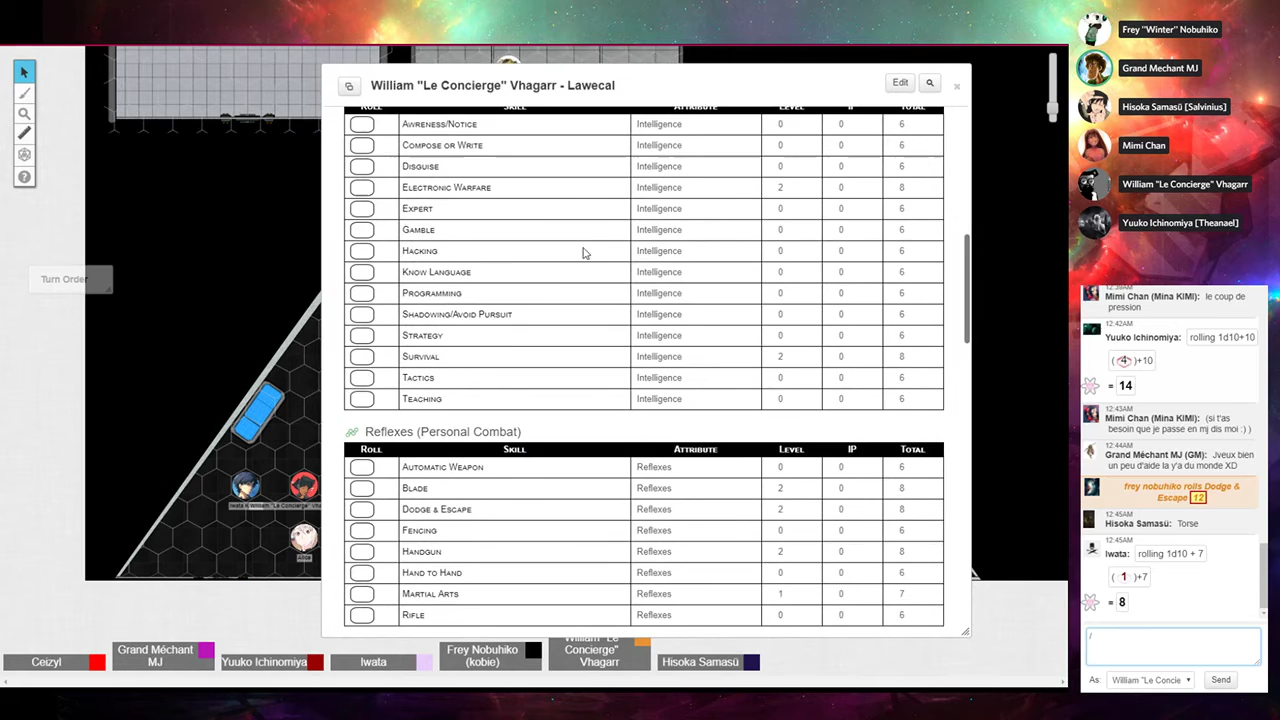 Frey "Winter" Nobuhiko
Grand Mechant MJ
Hisoka Samasü [Salvinius]
Mimi Chan
William "Le Concierge" Vhagarr
Yuuko Ichinomiya [Theanael]
William "Le Concierge" Vhagarr - Lawecal
Edit
×
ROLL SKILL ATTRIBUTE LEVEL IP TOTAL
AWRENESS/NOTICE Intelligence 0 0 6
COMPOSE OR WRITE Intelligence 0 0 6
DISGUISE Intelligence 0 0 6
ELECTRONIC WARFARE Intelligence 2 0 8
EXPERT Intelligence 0 0 6
GAMBLE Intelligence 0 0 6
HACKING Intelligence 0 0 6
KNOW LANGUAGE Intelligence 0 0 6
PROGRAMMING Intelligence 0 0 6
SHADOWING/AVOID PURSUIT Intelligence 0 0 6
STRATEGY Intelligence 0 0 6
SURVIVAL Intelligence 2 0 8
TACTICS Intelligence 0 0 6
TEACHING Intelligence 0 0 6
Reflexes (Personal Combat)
ROLL SKILL ATTRIBUTE LEVEL IP TOTAL
AUTOMATIC WEAPON Reflexes 0 0 6
BLADE Reflexes 2 0 8
DODGE & ESCAPE Reflexes 2 0 8
FENCING Reflexes 0 0 6
HANDGUN Reflexes 2 0 8
HAND TO HAND Reflexes 0 0 6
MARTIAL ARTS Reflexes 1 0 7
RIFLE Reflexes 0 0 6
Turn Order
12:39AM
Mimi Chan (Mina KIMI): le coup de
pression
12:42AM
Yuuko Ichinomiya: rolling 1d10+10
(4)+10
= 14
12:43AM
Mimi Chan (Mina KIMI): (si t'as
besoin que je passe en mj dis moi :) )
12:44AM
Grand Méchant MJ (GM): Jveux bien
un peu d'aide la y'a du monde XD
frey nobuhiko rolls Dodge &
Escape 12
12:45AM
Hisoka Samasü: Torse
12:45AM
Iwata: rolling 1d10 + 7
(1)+7
= 8
/
As: William "Le Concie
Send
Ceizyl
Grand Méchant
MJ
Yuuko Ichinomiya
Iwata
Frey Nobuhiko
(kobie)
William "Le
Concierge"
Vhagarr
Hisoka Samasü